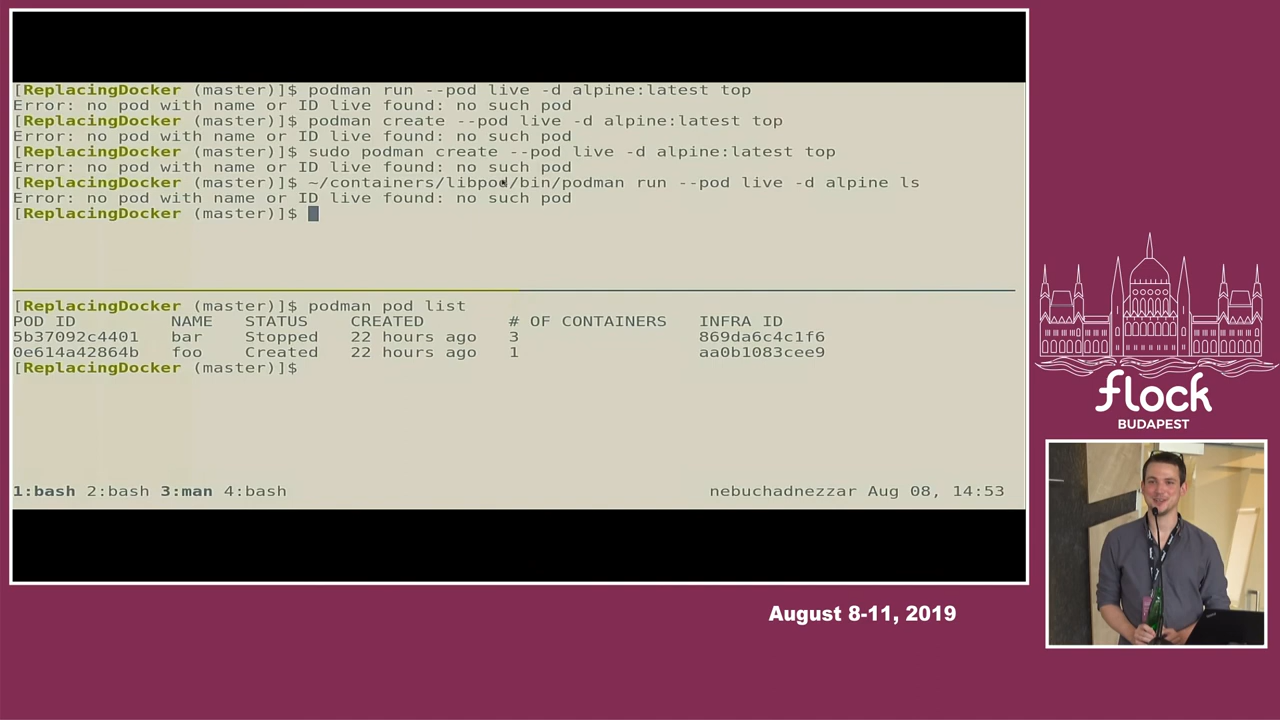 [ReplacingDocker (master)]$ podman run --pod live -d alpine:latest top
Error: no pod with name or ID live found: no such pod
[ReplacingDocker (master)]$ podman create --pod live -d alpine:latest top
Error: no pod with name or ID live found: no such pod
[ReplacingDocker (master)]$ sudo podman create --pod live -d alpine:latest top
Error: no pod with name or ID live found: no such pod
[ReplacingDocker (master)]$ ~/containers/libpod/bin/podman run --pod live -d alpine ls
Error: no pod with name or ID live found: no such pod
[ReplacingDocker (master)]$
[ReplacingDocker (master)]$ podman pod list
POD ID NAME STATUS CREATED # OF CONTAINERS INFRA ID
5b37092c4401 bar Stopped 22 hours ago 3 869da6c4c1f6
0e614a42864b foo Created 22 hours ago 1 aa0b1083cee9
[ReplacingDocker (master)]$
1:bash 2:bash 3:man 4:bash nebuchadnezzar Aug 08, 14:53
flock
BUDAPEST
August 8-11, 2019